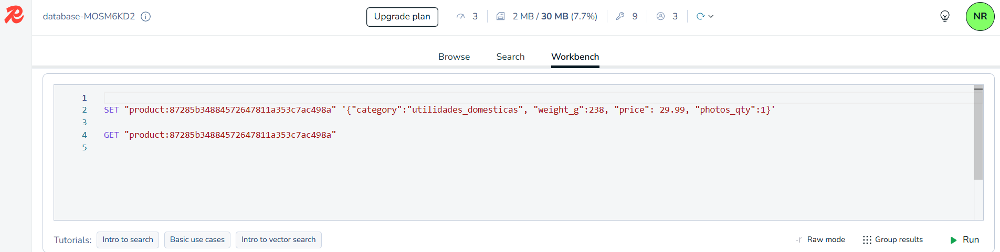 database-MOSM6KD2
Upgrade plan
3
2 MB / 30 MB (7.7%)
9
3
NR
Browse
Search
Workbench
1
2 SET "product:87285b34884572647811a353c7ac498a" '{"category":"utilidades_domesticas", "weight_g":238, "price": 29.99, "photos_qty":1}'
3
4 GET "product:87285b34884572647811a353c7ac498a"
5
Tutorials: Intro to search Basic use cases Intro to vector search
-r Raw mode
Group results
Run